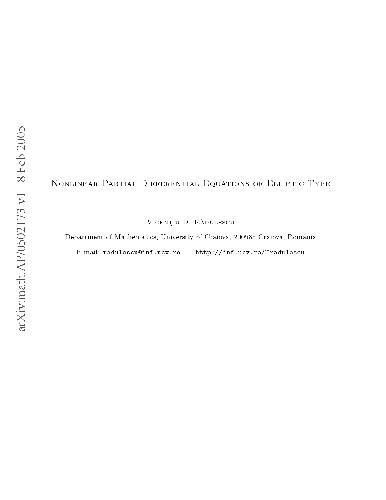 arXiv:math.AP/0502173 v1 8 Feb 2005
Nonlinear Partial Differential Equations of Elliptic Type
Vicenţiu D. Rădulescu
Department of Mathematics, University of Craiova, 200585 Craiova, Romania
E-mail: radulescu@inf.ucv.ro http://inf.ucv.ro/~radulescu